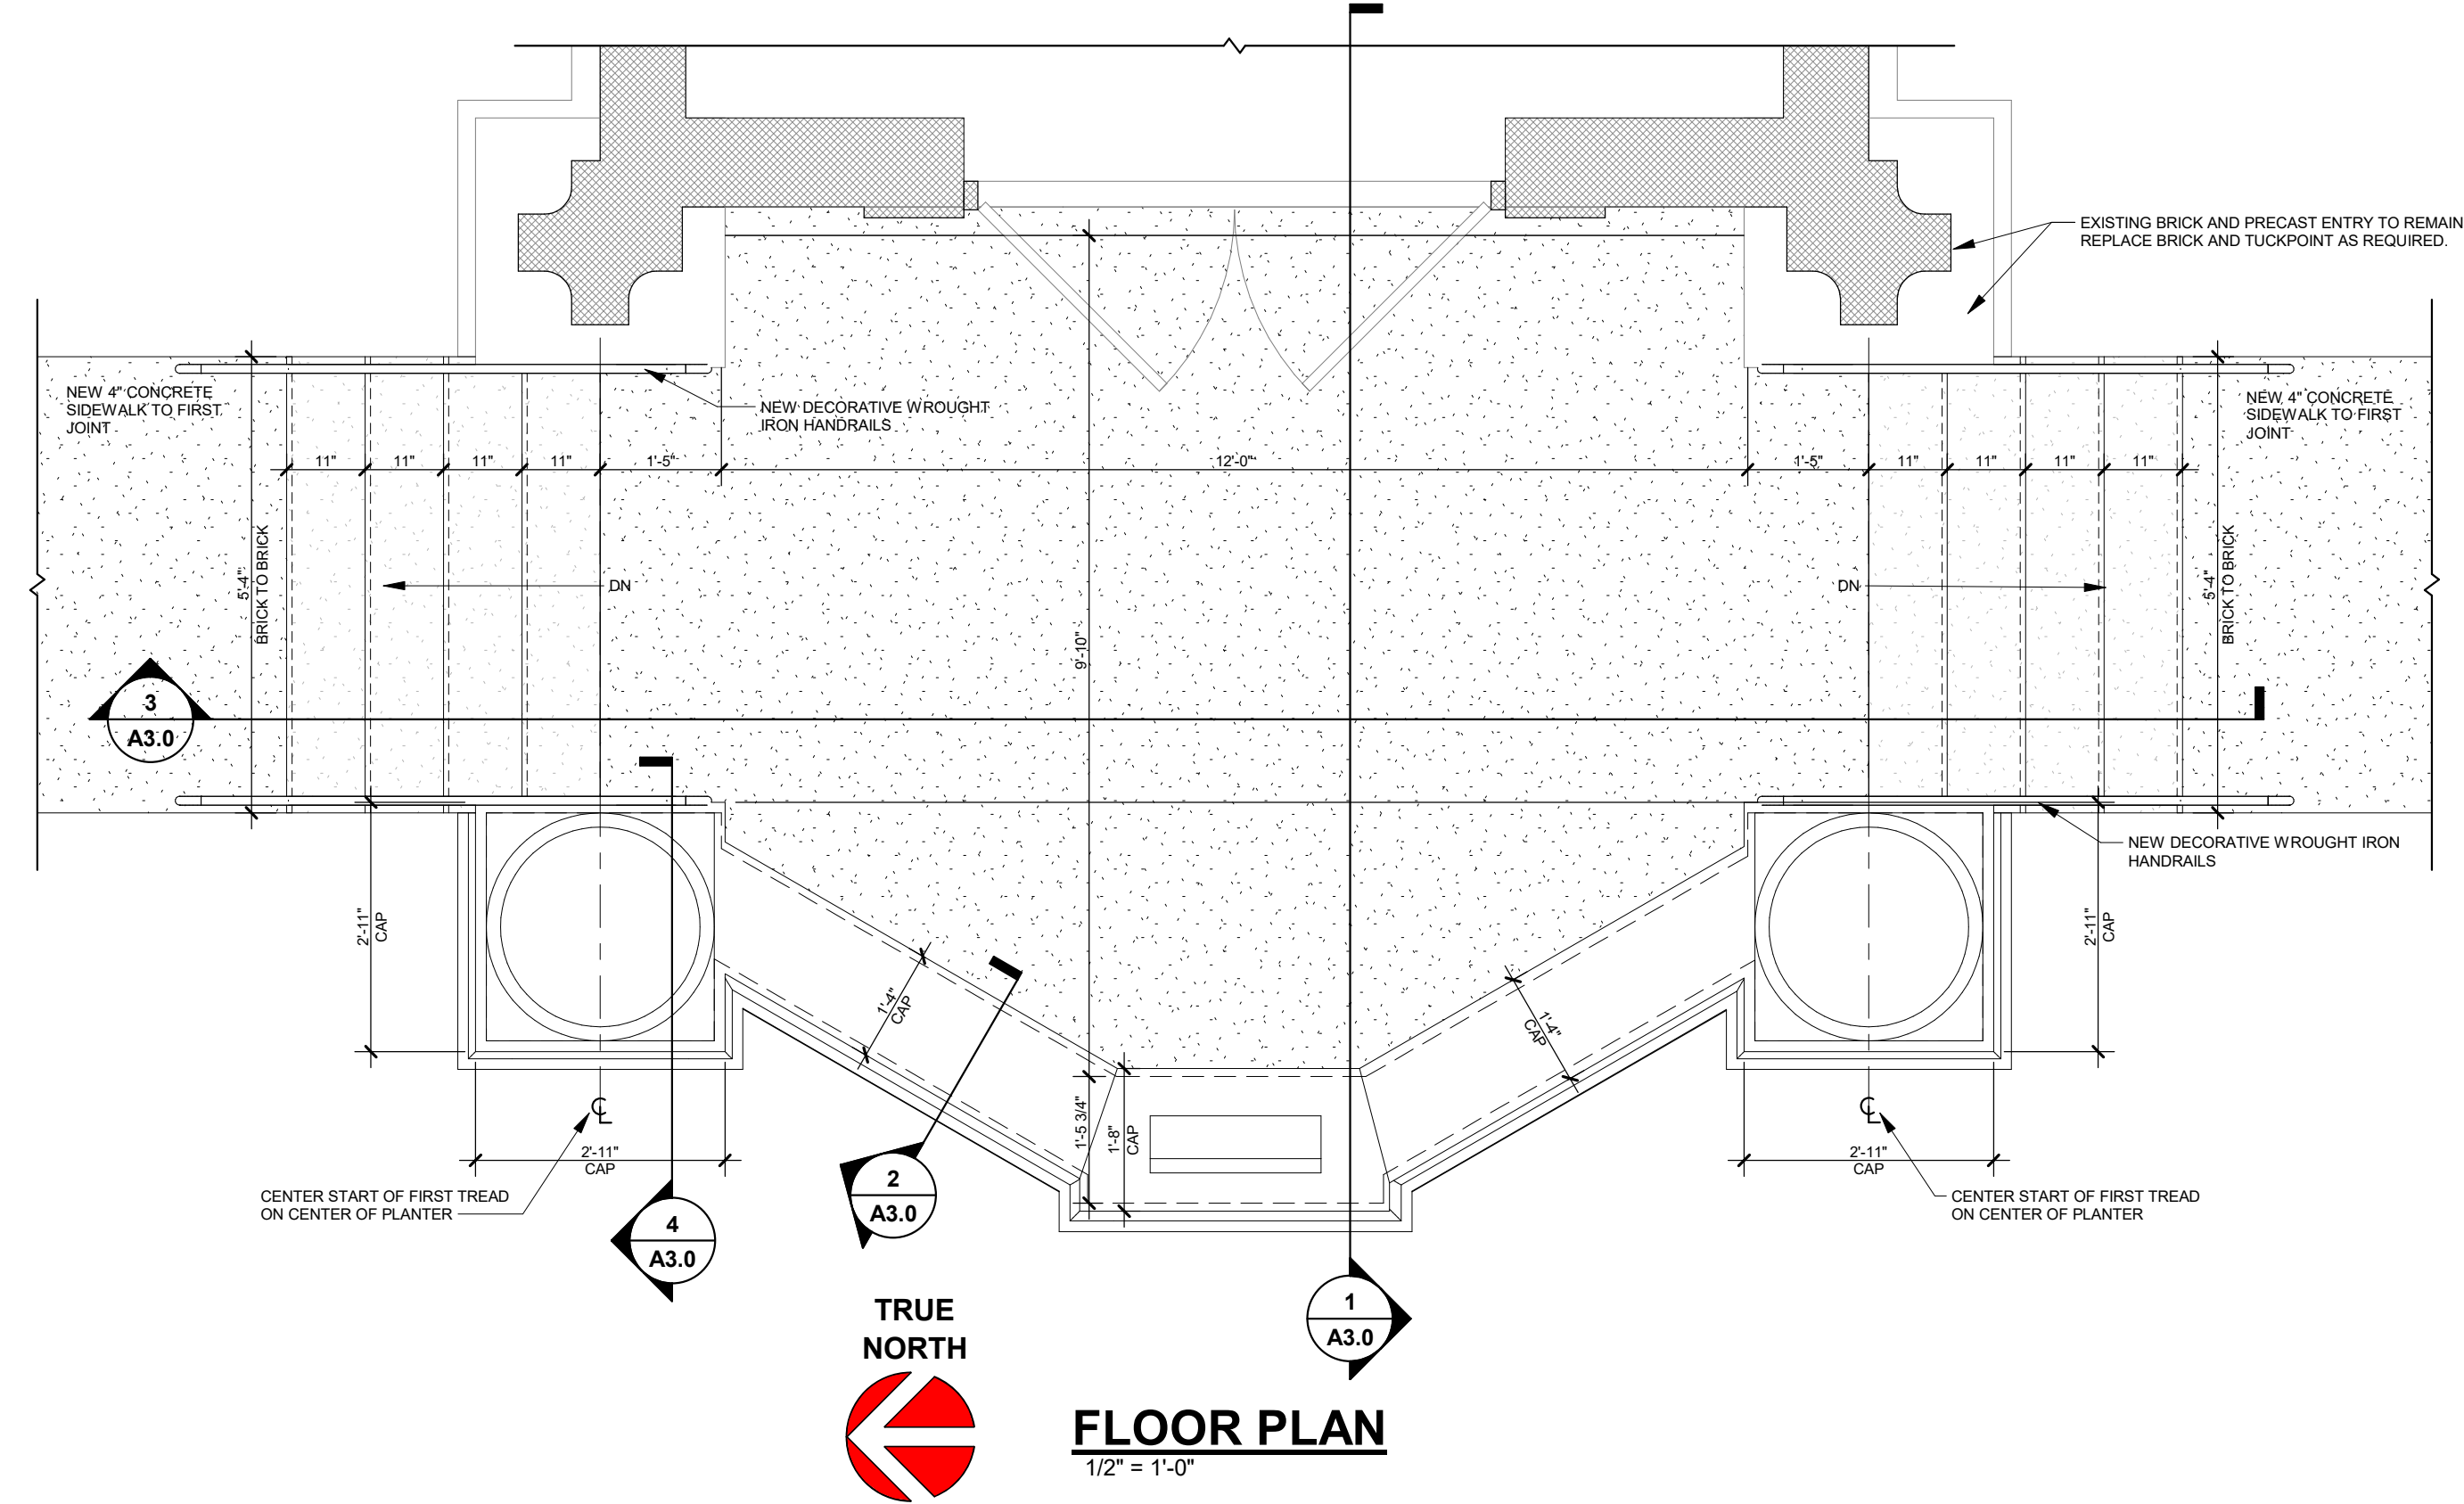 EXISTING BRICK AND PRECAST ENTRY TO REMAIN
REPLACE BRICK AND TUCKPOINT AS REQUIRED.
NEW 4" CONCRETE
SIDEWALK TO FIRST
JOINT
NEW DECORATIVE WROUGHT
IRON HANDRAILS
NEW 4" CONCRETE
SIDEWALK TO FIRST
JOINT
11"
11"
11"
11"
1'-5"
12'-0"
1'-5"
11"
11"
11"
11"
5'-4"
BRICK TO BRICK
DN
9'-10"
DN
5'-4"
BRICK TO BRICK
3
A3.0
NEW DECORATIVE WROUGHT IRON
HANDRAILS
2'-11"
CAP
1'-4"
CAP
1'-4"
CAP
2'-11"
CAP
1'-5 3/4"
1'-8"
CAP
CL
2'-11"
CAP
CL
2'-11"
CAP
CENTER START OF FIRST TREAD
ON CENTER OF PLANTER
2
A3.0
CENTER START OF FIRST TREAD
ON CENTER OF PLANTER
4
A3.0
1
A3.0
TRUE
NORTH
FLOOR PLAN
1/2" = 1'-0"